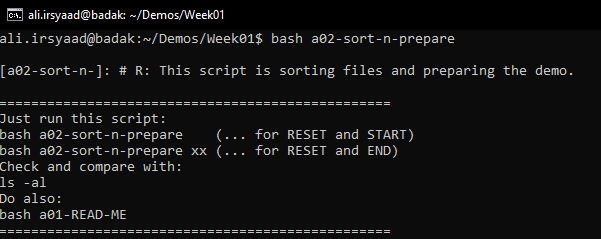 ali.irsyaad@badak: ~/Demos/Week01
ali.irsyaad@badak:~/Demos/Week01$ bash a02-sort-n-prepare
[a02-sort-n-]: # R: This script is sorting files and preparing the demo.
================================================
Just run this script:
bash a02-sort-n-prepare    (... for RESET and START)
bash a02-sort-n-prepare xx (... for RESET and END)
Check and compare with:
ls -al
Do also:
bash a01-READ-ME
================================================